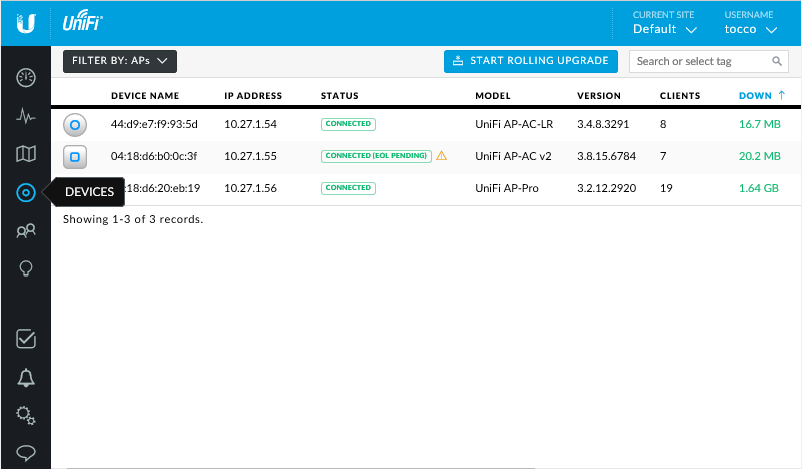 UniFi®
CURRENT SITE
Default
USERNAME
tocco
FILTER BY: APs
START ROLLING UPGRADE
Search or select tag
DEVICE NAME IP ADDRESS STATUS MODEL VERSION CLIENTS DOWN ↑
44:d9:e7:f9:93:5d 10.27.1.54 CONNECTED UniFi AP-AC-LR 3.4.8.3291 8 16.7 MB
04:18:d6:b0:0c:3f 10.27.1.55 CONNECTED (EOL PENDING) UniFi AP-AC v2 3.8.15.6784 7 20.2 MB
DEVICES
:18:d6:20:eb:19 10.27.1.56 CONNECTED UniFi AP-Pro 3.2.12.2920 19 1.64 GB
Showing 1-3 of 3 records.